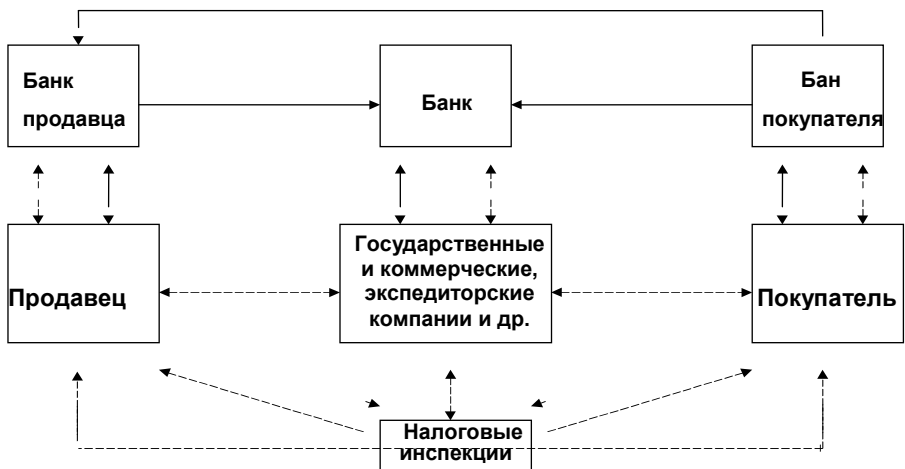 Банк
продавца
Банк
Бан
покупателя
Продавец
Государственные
и коммерческие,
экспедиторские
компании и др.
Покупатель
Налоговые
инспекции